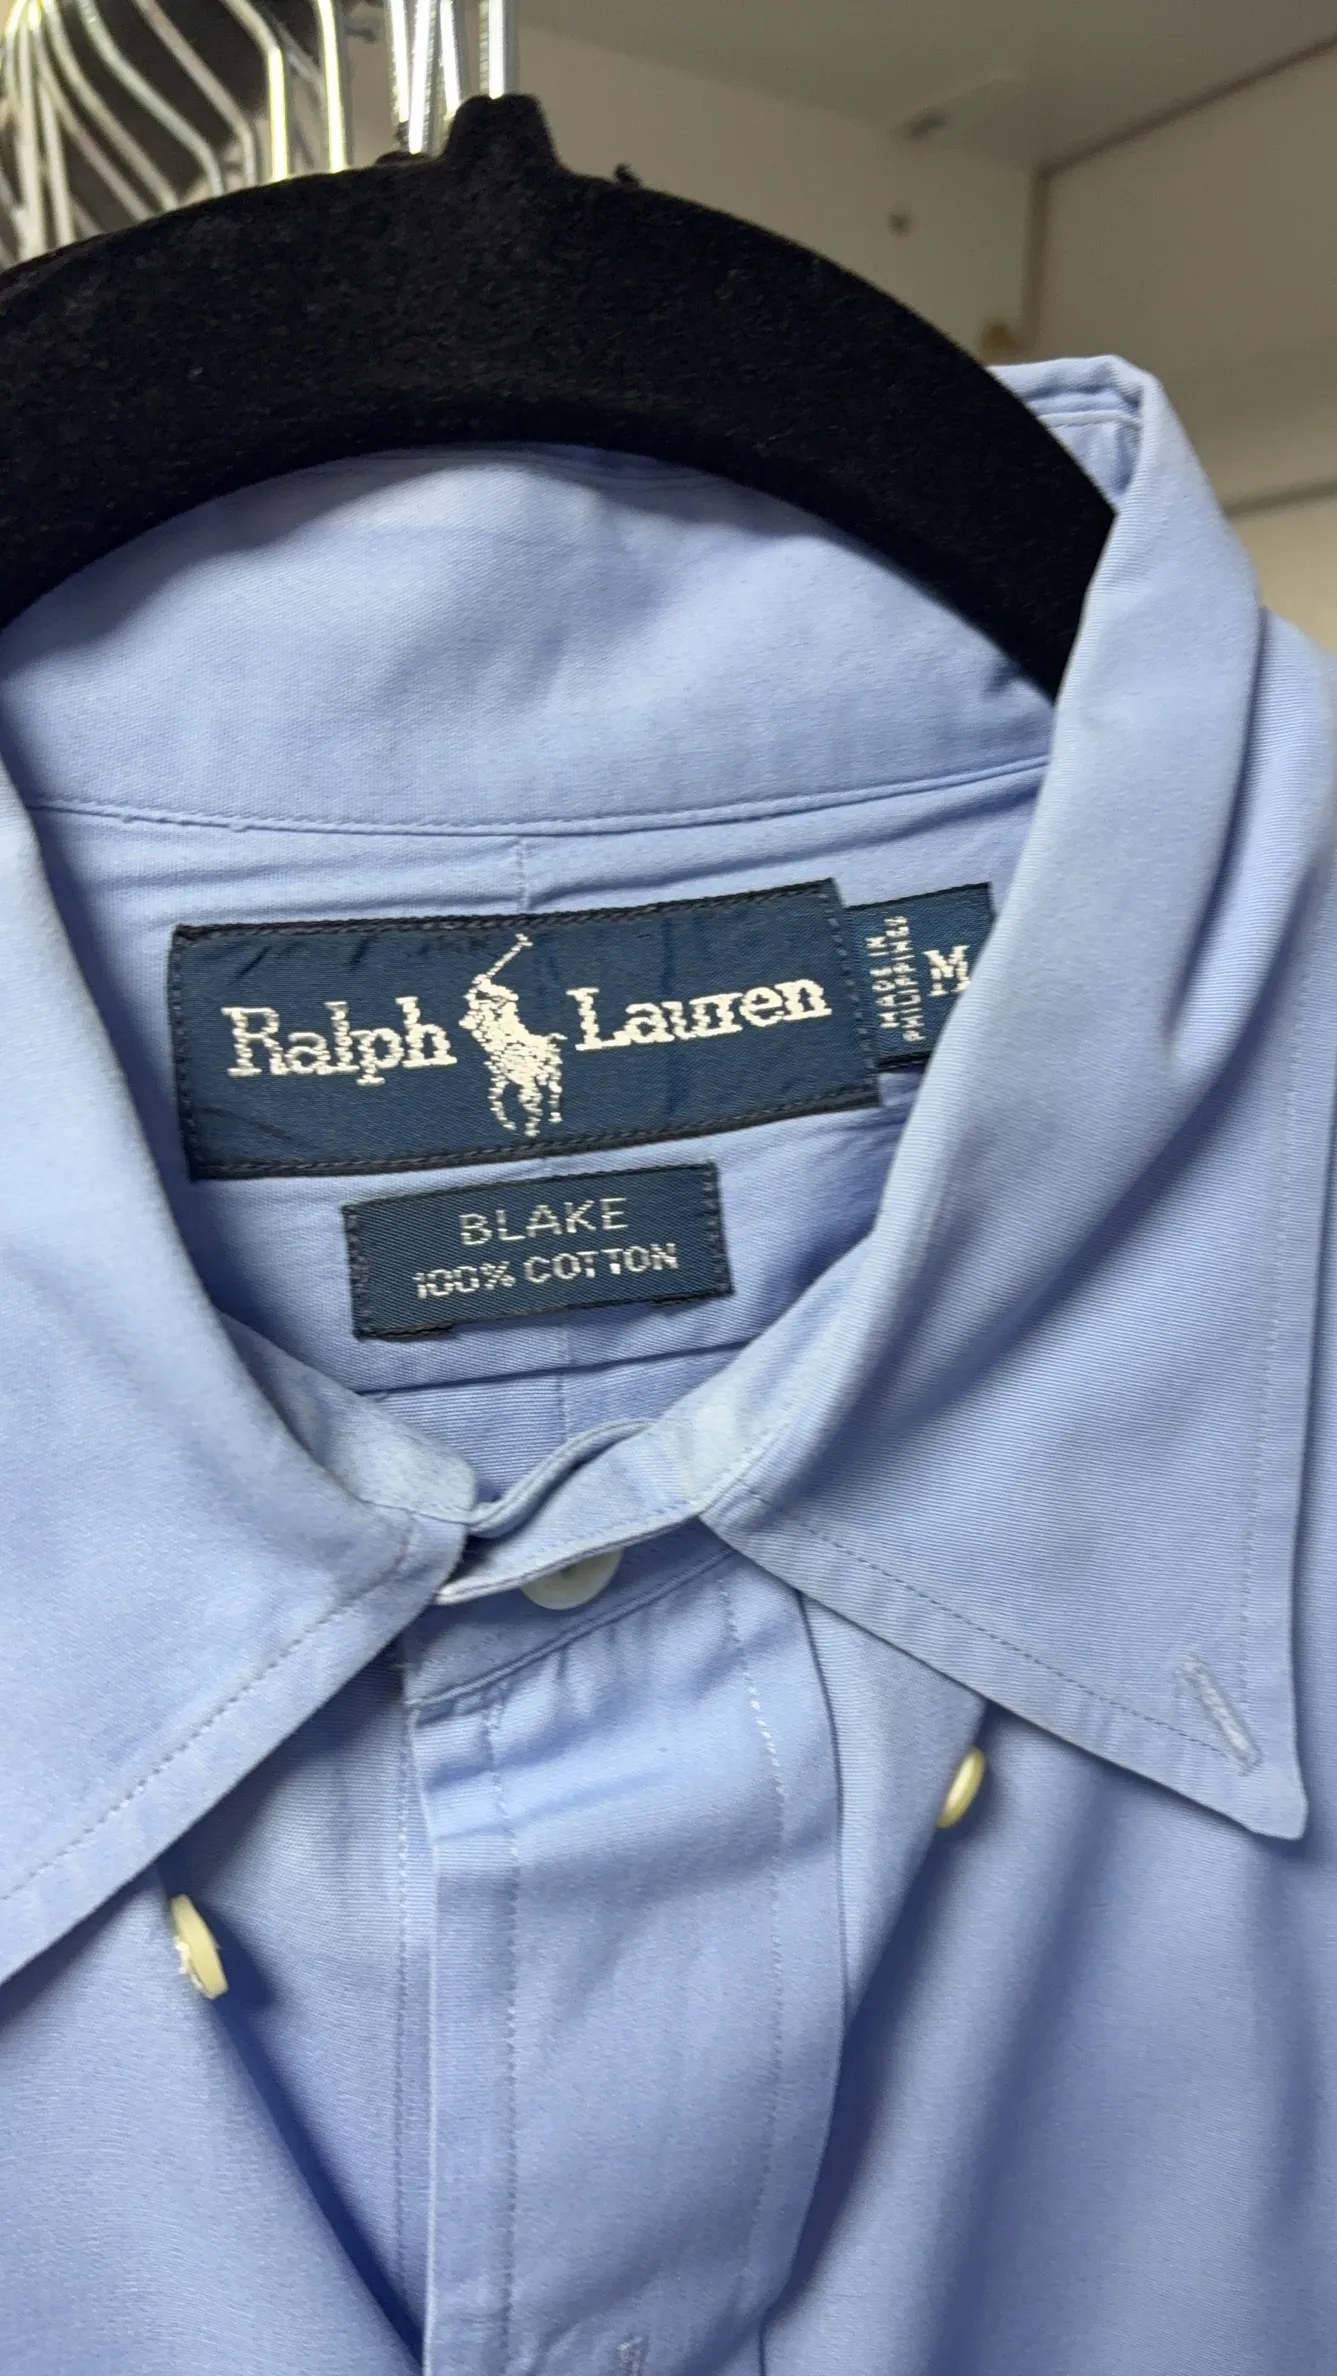 Ralph Lauren
MADE IN
PHILIPPINES
M
BLAKE
100% COTTON